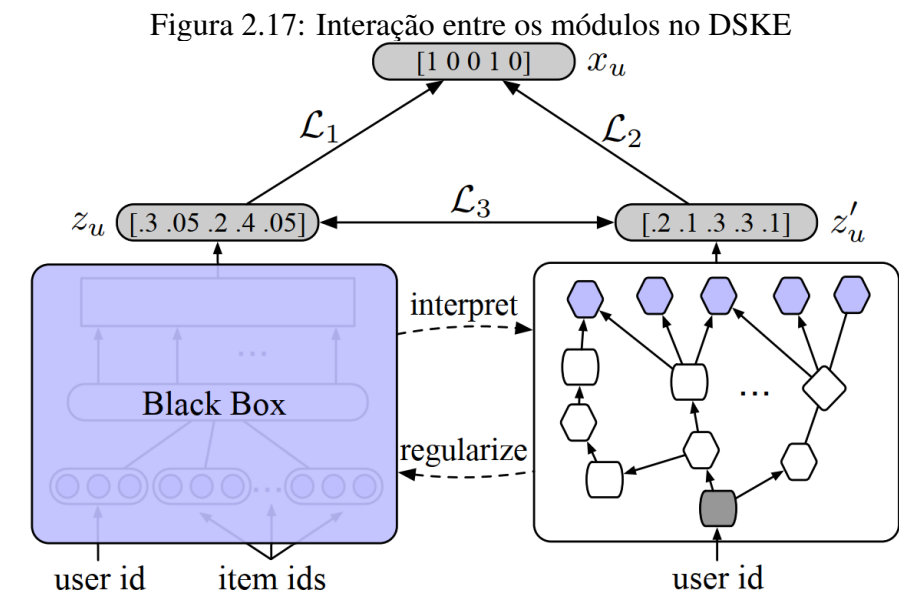 Figura 2.17: Interação entre os módulos no DSKE
[1 0 0 1 0] x_u
ℒ₁ ℒ₂
z_u [.3 .05 .2 .4 .05] ℒ₃ [.2 .1 .3 .3 .1] z'_u
interpret
...
...
Black Box
regularize
...
user id item ids user id